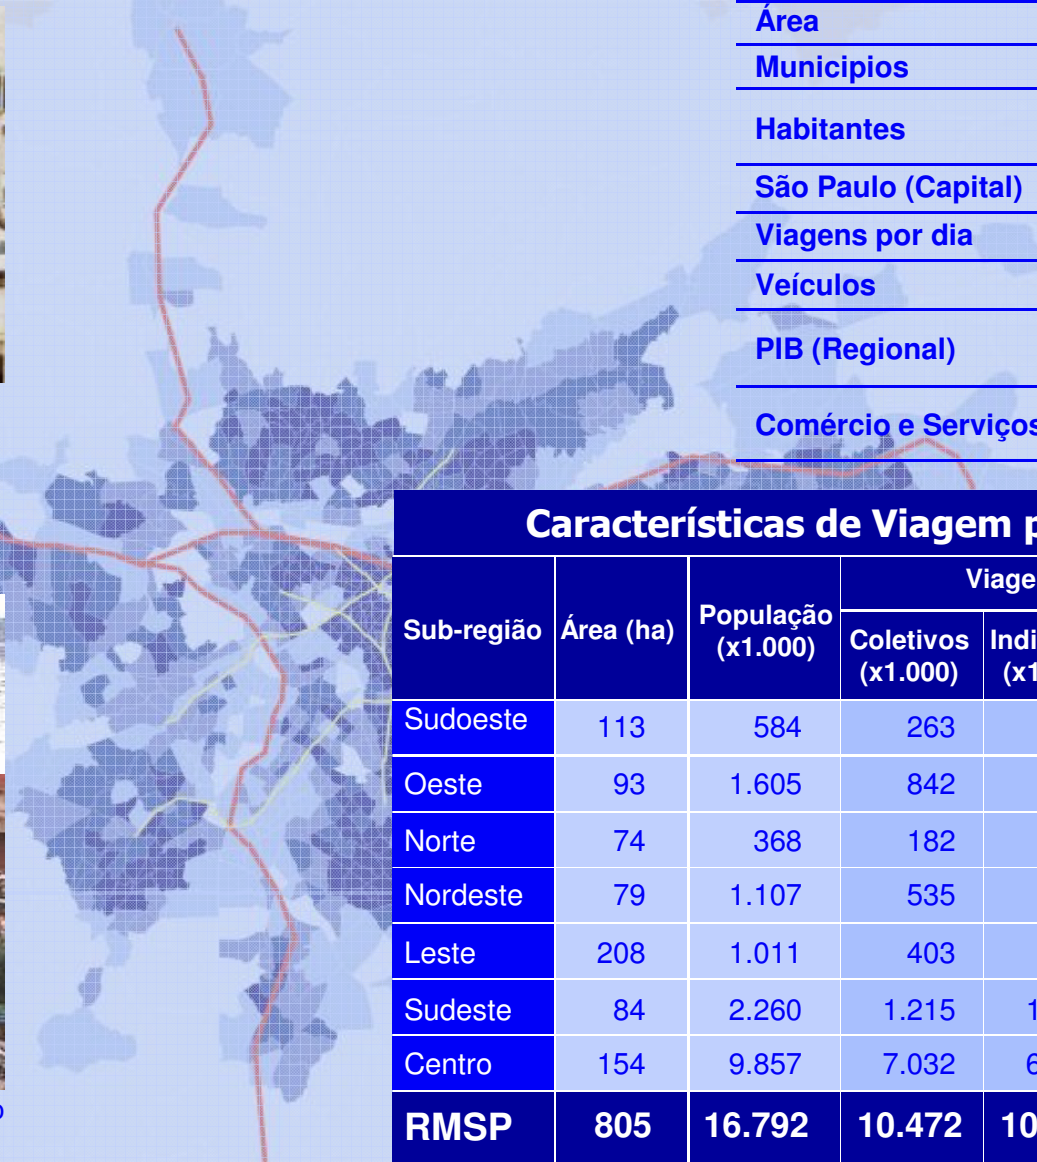 Área
Municipios
Habitantes
São Paulo (Capital)
Viagens por dia
Veículos
PIB (Regional)
Comércio e Serviços
Características de Viagem
Sub-região Área (ha) População (x1.000) Coletivos (x1.000)
Sudoeste 113 584 263
Oeste 93 1.605 842
Norte 74 368 182
Nordeste 79 1.107 535
Leste 208 1.011 403
Sudeste 84 2.260 1.215
Centro 154 9.857 7.032
RMSP 805 16.792 10.472